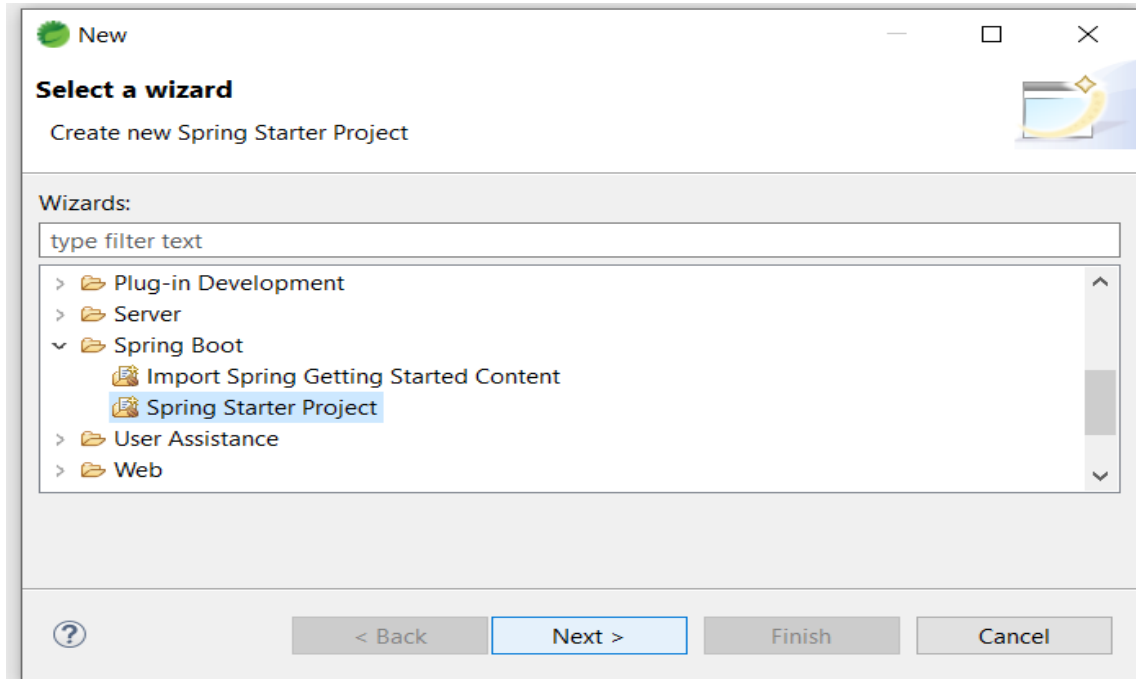 New
Select a wizard
Create new Spring Starter Project
Wizards:
type filter text
Plug-in Development
Server
Spring Boot
Import Spring Getting Started Content
Spring Starter Project
User Assistance
Web
? < Back Next > Finish Cancel